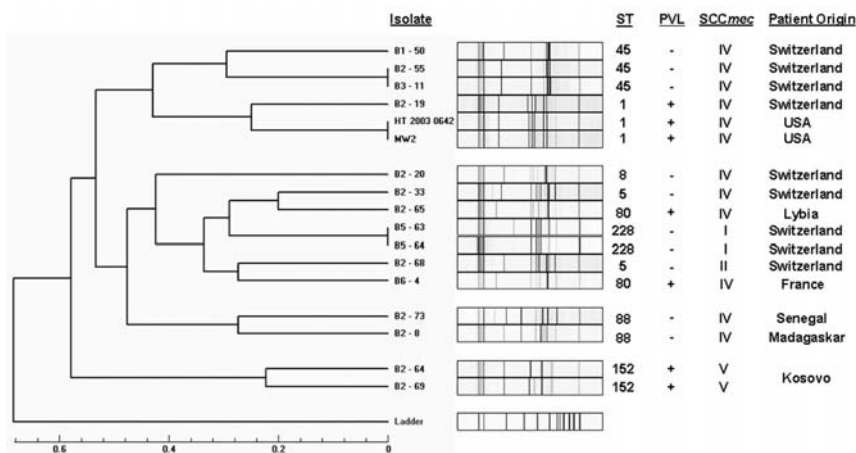 Isolate ST PVL SCCmec Patient Origin
B1 - 50 45 - IV Switzerland
B2 - 55 45 - IV Switzerland
B3 - 11 45 - IV Switzerland
B2 - 19 1 + IV Switzerland
HT 2003 0642 1 + IV USA
MW2 1 + IV USA
B2 - 20 8 - IV Switzerland
B2 - 33 5 - IV Switzerland
B2 - 65 80 + IV Lybia
B5 - 63 228 - I Switzerland
B5 - 64 228 - I Switzerland
B2 - 68 5 - II Switzerland
B6 - 4 80 + IV France
B2 - 73 88 - IV Senegal
B2 - 8 88 - IV Madagaskar
B2 - 64 152 + V
Kosovo
B2 - 69 152 + V
Ladder
0.6 0.4 0.2 0